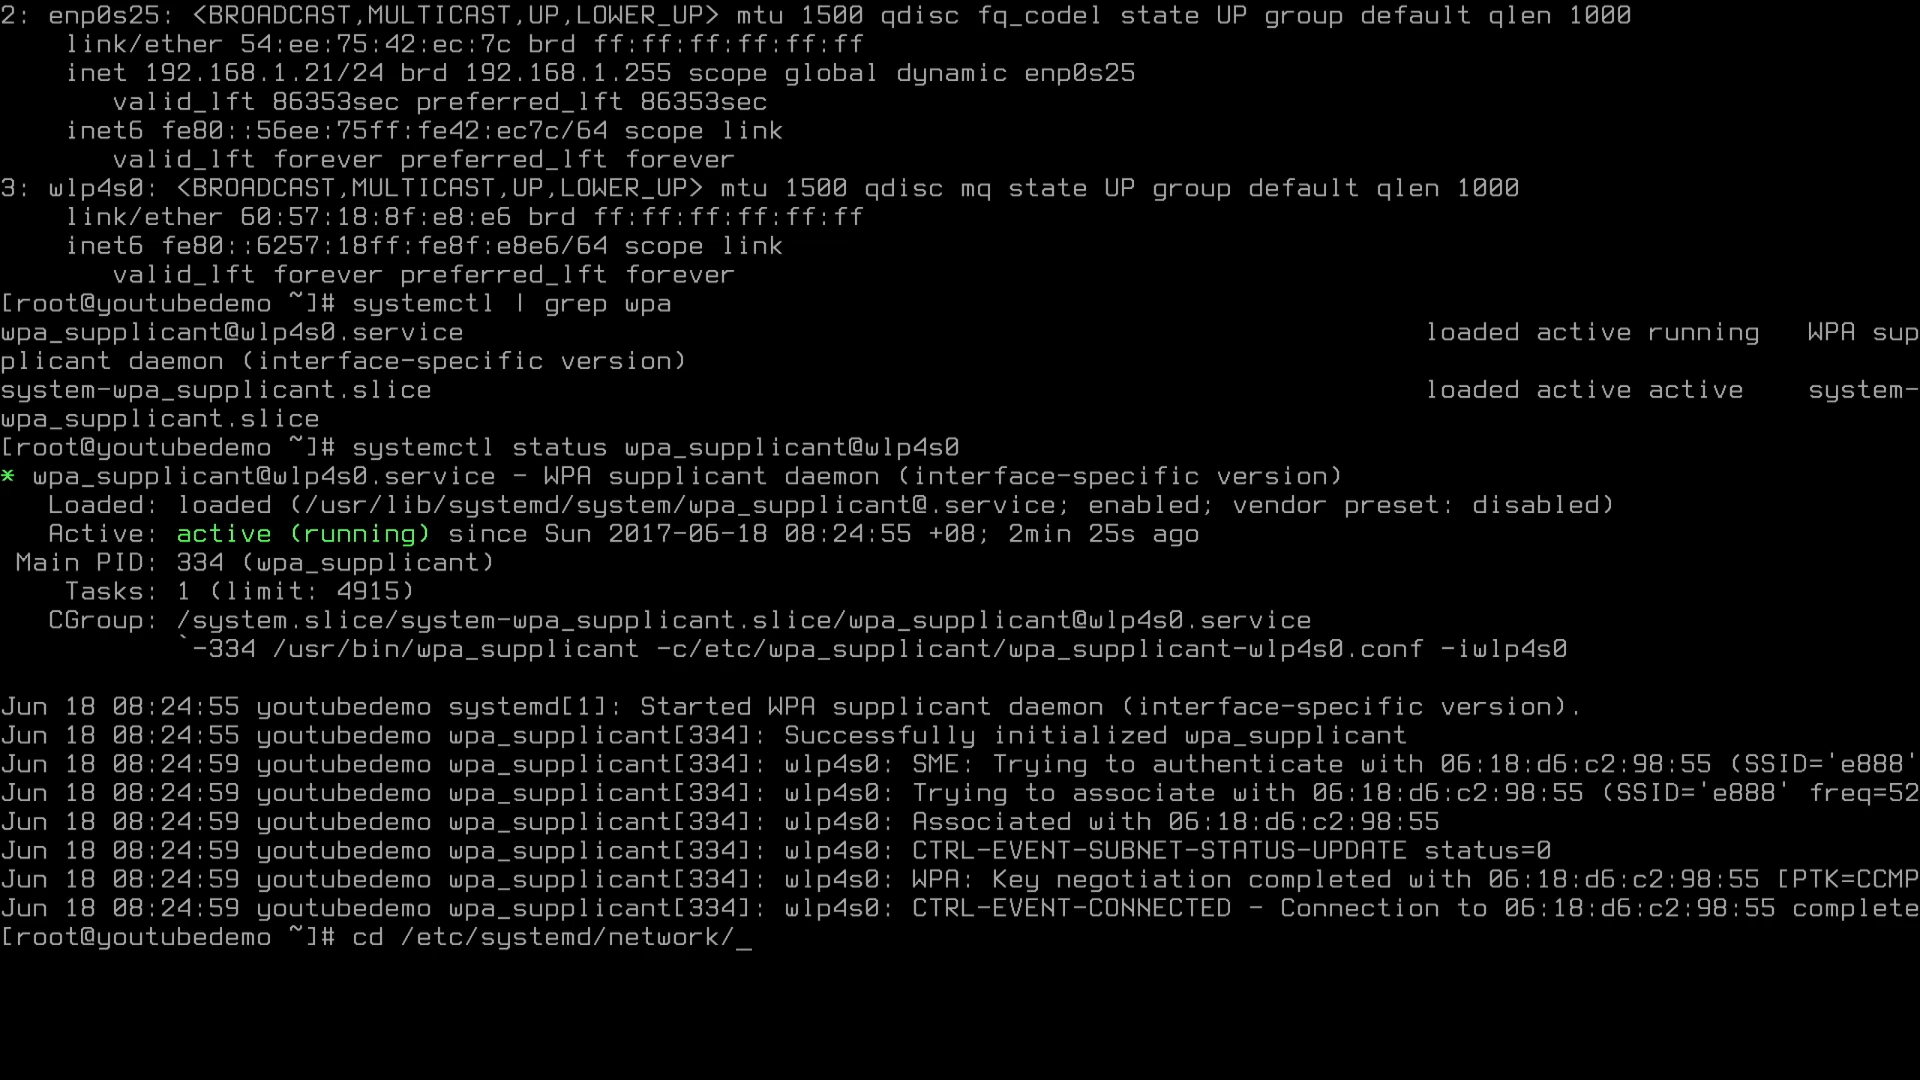 2: enp0s25: <BROADCAST,MULTICAST,UP,LOWER_UP> mtu 1500 qdisc fq_codel state UP group default qlen 1000
    link/ether 54:ee:75:42:ec:7c brd ff:ff:ff:ff:ff:ff
    inet 192.168.1.21/24 brd 192.168.1.255 scope global dynamic enp0s25
       valid_lft 86353sec preferred_lft 86353sec
    inet6 fe80::56ee:75ff:fe42:ec7c/64 scope link
       valid_lft forever preferred_lft forever
3: wlp4s0: <BROADCAST,MULTICAST,UP,LOWER_UP> mtu 1500 qdisc mq state UP group default qlen 1000
    link/ether 60:57:18:8f:e8:e6 brd ff:ff:ff:ff:ff:ff
    inet6 fe80::6257:18ff:fe8f:e8e6/64 scope link
       valid_lft forever preferred_lft forever
[root@youtubedemo ~]# systemctl | grep wpa
wpa_supplicant@wlp4s0.service                                                            loaded active running   WPA sup
plicant daemon (interface-specific version)
system-wpa_supplicant.slice                                                              loaded active active    system-
wpa_supplicant.slice
[root@youtubedemo ~]# systemctl status wpa_supplicant@wlp4s0
* wpa_supplicant@wlp4s0.service - WPA supplicant daemon (interface-specific version)
   Loaded: loaded (/usr/lib/systemd/system/wpa_supplicant@.service; enabled; vendor preset: disabled)
   Active: active (running) since Sun 2017-06-18 08:24:55 +08; 2min 25s ago
 Main PID: 334 (wpa_supplicant)
    Tasks: 1 (limit: 4915)
   CGroup: /system.slice/system-wpa_supplicant.slice/wpa_supplicant@wlp4s0.service
           `-334 /usr/bin/wpa_supplicant -c/etc/wpa_supplicant/wpa_supplicant-wlp4s0.conf -iwlp4s0

Jun 18 08:24:55 youtubedemo systemd[1]: Started WPA supplicant daemon (interface-specific version).
Jun 18 08:24:55 youtubedemo wpa_supplicant[334]: Successfully initialized wpa_supplicant
Jun 18 08:24:59 youtubedemo wpa_supplicant[334]: wlp4s0: SME: Trying to authenticate with 06:18:d6:c2:98:55 (SSID='e888'
Jun 18 08:24:59 youtubedemo wpa_supplicant[334]: wlp4s0: Trying to associate with 06:18:d6:c2:98:55 (SSID='e888' freq=52
Jun 18 08:24:59 youtubedemo wpa_supplicant[334]: wlp4s0: Associated with 06:18:d6:c2:98:55
Jun 18 08:24:59 youtubedemo wpa_supplicant[334]: wlp4s0: CTRL-EVENT-SUBNET-STATUS-UPDATE status=0
Jun 18 08:24:59 youtubedemo wpa_supplicant[334]: wlp4s0: WPA: Key negotiation completed with 06:18:d6:c2:98:55 [PTK=CCMP
Jun 18 08:24:59 youtubedemo wpa_supplicant[334]: wlp4s0: CTRL-EVENT-CONNECTED - Connection to 06:18:d6:c2:98:55 complete
[root@youtubedemo ~]# cd /etc/systemd/network/_